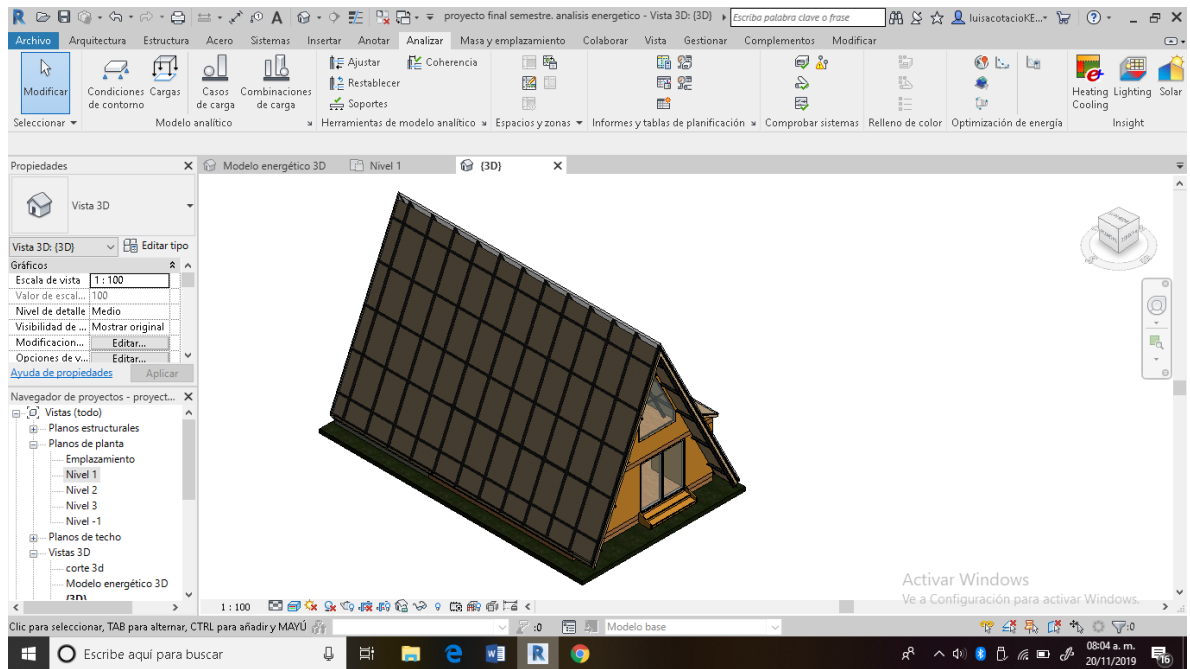 proyecto final semestre. analisis energetico - Vista 3D: {3D}
Escriba palabra clave o frase
luisacotacioKE...
Archivo Arquitectura Estructura Acero Sistemas Insertar Anotar Analizar Masa y emplazamiento Colaborar Vista Gestionar Complementos Modificar
Modificar
Condiciones de contorno
Cargas
Casos de carga
Combinaciones de carga
Ajustar
Restablecer
Soportes
Coherencia
Heating Cooling
Lighting
Solar
Seleccionar
Modelo analítico
Herramientas de modelo analítico
Espacios y zonas
Informes y tablas de planificación
Comprobar sistemas
Relleno de color
Optimización de energía
Insight
Propiedades
Modelo energético 3D
Nivel 1
{3D}
Vista 3D
Vista 3D: {3D}
Editar tipo
Gráficos
Escala de vista 1 : 100
Valor de escal... 100
Nivel de detalle Medio
Visibilidad de ... Mostrar original
Modificacion... Editar...
Opciones de v... Editar...
Ayuda de propiedades Aplicar
Navegador de proyectos - proyect...
Vistas (todo)
Planos estructurales
Planos de planta
Emplazamiento
Nivel 1
Nivel 2
Nivel 3
Nivel -1
Planos de techo
Vistas 3D
corte 3d
Modelo energético 3D
{3D}
1 : 100
Activar Windows
Ve a Configuración para activar Windows.
Clic para seleccionar, TAB para alternar, CTRL para añadir y MAYÚ
:0
Modelo base
:0
Escribe aquí para buscar
08:04 a. m.
20/11/2019
16